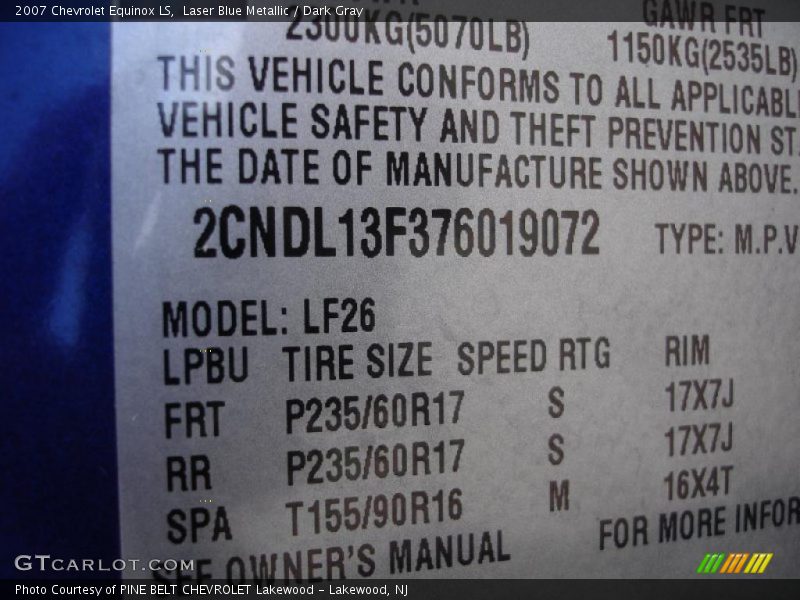 2007 Chevrolet Equinox LS, Laser Blue Metallic / Dark Gray
GAWR FRT
2300KG(5070LB) 1150KG(2535LB)
THIS VEHICLE CONFORMS TO ALL APPLICABL
VEHICLE SAFETY AND THEFT PREVENTION ST
THE DATE OF MANUFACTURE SHOWN ABOVE.
2CNDL13F376019072 TYPE: M.P.V
MODEL: LF26
LPBU TIRE SIZE SPEED RTG RIM
FRT P235/60R17 S 17X7J
RR P235/60R17 S 17X7J
SPA T155/90R16 M 16X4T
SEE OWNER'S MANUAL FOR MORE INFOR
GTCARLOT.COM
Photo Courtesy of PINE BELT CHEVROLET Lakewood - Lakewood, NJ